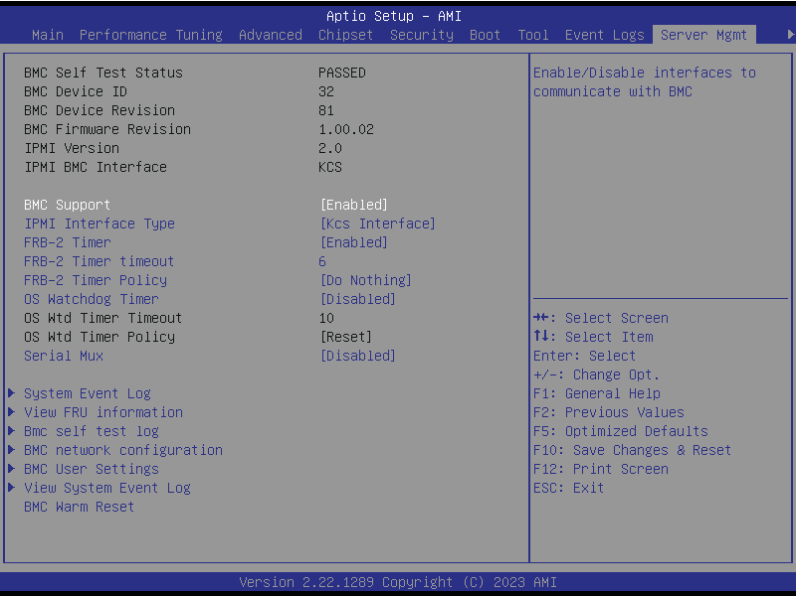 Aptio Setup – AMI
Main Performance Tuning Advanced Chipset Security Boot Tool Event Logs Server Mgmt
BMC Self Test Status PASSED
BMC Device ID 32
BMC Device Revision 81
BMC Firmware Revision 1.00.02
IPMI Version 2.0
IPMI BMC Interface KCS
BMC Support [Enabled]
IPMI Interface Type [Kcs Interface]
FRB-2 Timer [Enabled]
FRB-2 Timer timeout 6
FRB-2 Timer Policy [Do Nothing]
OS Watchdog Timer [Disabled]
OS Wtd Timer Timeout 10
OS Wtd Timer Policy [Reset]
Serial Mux [Disabled]
System Event Log
View FRU information
Bmc self test log
BMC network configuration
BMC User Settings
View System Event Log
BMC Warm Reset
Enable/Disable interfaces to
communicate with BMC
→←: Select Screen
↑↓: Select Item
Enter: Select
+/-: Change Opt.
F1: General Help
F2: Previous Values
F5: Optimized Defaults
F10: Save Changes & Reset
F12: Print Screen
ESC: Exit
Version 2.22.1289 Copyright (C) 2023 AMI